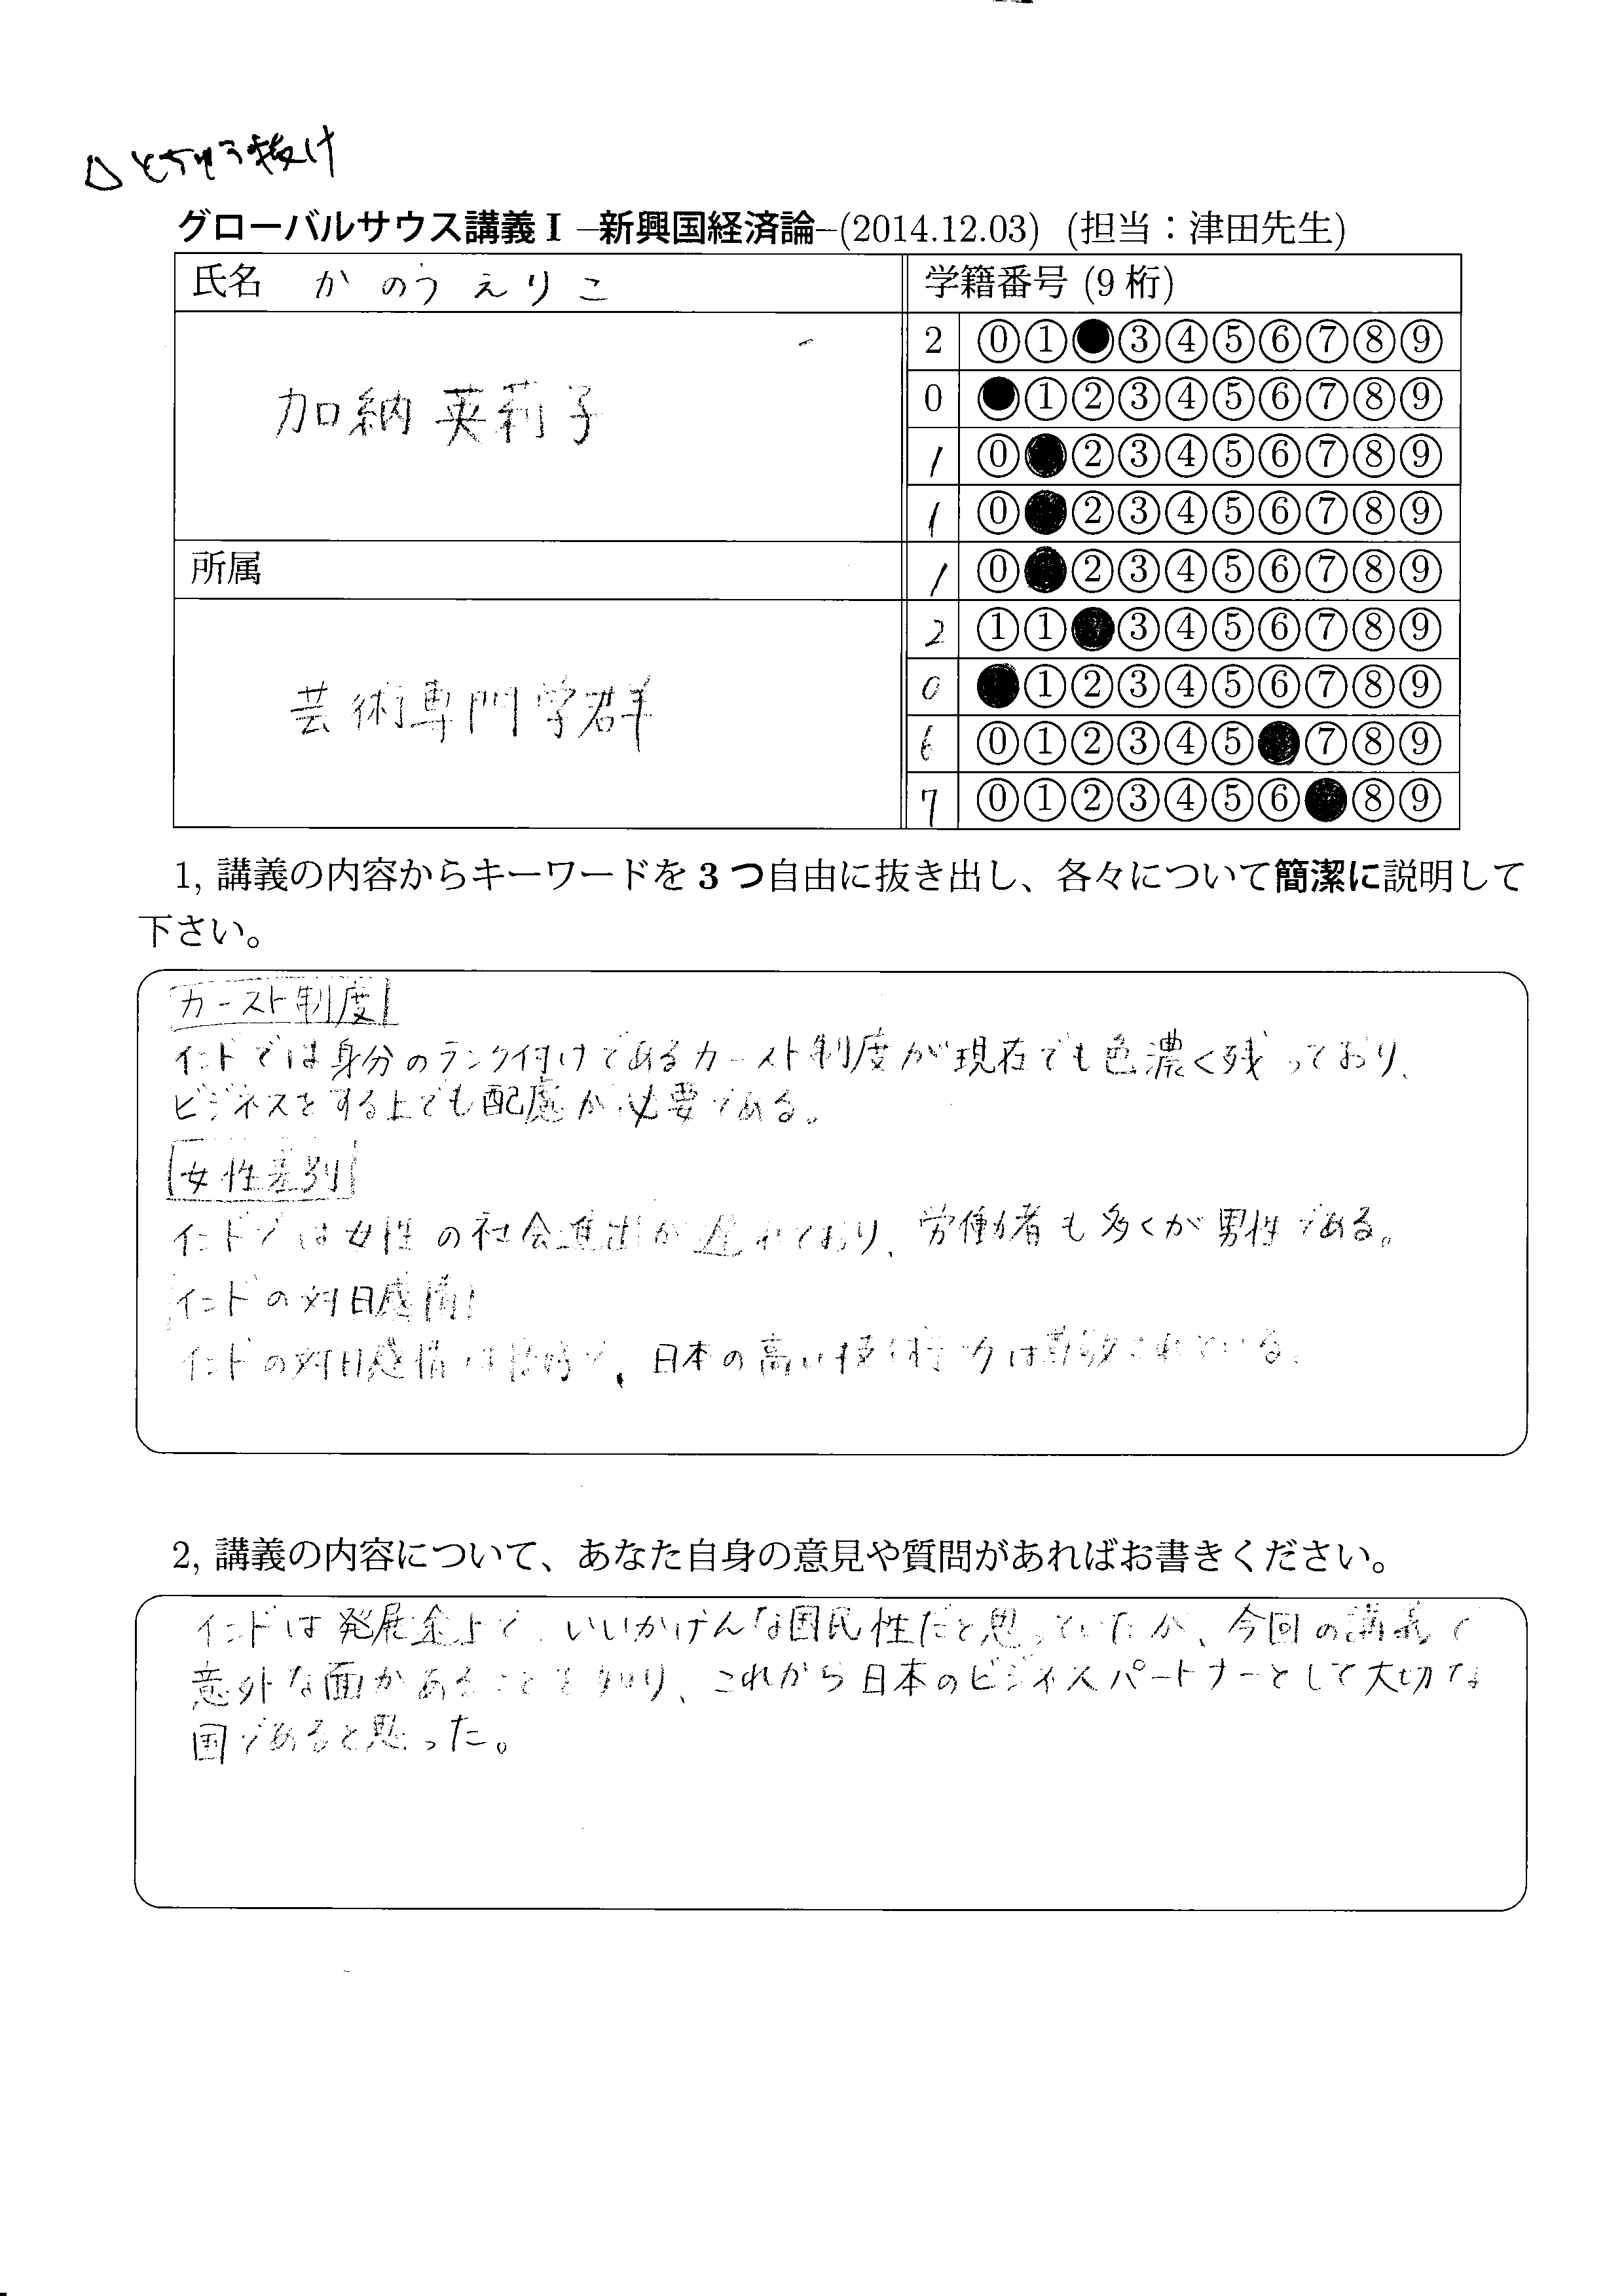 △とちゅう抜け
グローバルサウス講義 I –新興国経済論–(2014.12.03) (担当：津田先生)
氏名 かのう えりこ 学籍番号 (9 桁)
2 ⓪①●③④⑤⑥⑦⑧⑨
加納 英莉子
0 ●①②③④⑤⑥⑦⑧⑨
1 ⓪●②③④⑤⑥⑦⑧⑨
1 ⓪●②③④⑤⑥⑦⑧⑨
所属 1 ⓪●②③④⑤⑥⑦⑧⑨
2 ①①●③④⑤⑥⑦⑧⑨
芸術専門学群
0 ●①②③④⑤⑥⑦⑧⑨
6 ⓪①②③④⑤●⑦⑧⑨
7 ⓪①②③④⑤⑥●⑧⑨
1, 講義の内容からキーワードを 3 つ自由に抜き出し、各々について簡潔に説明して
下さい。
カースト制度
インドでは身分のランク付けであるカースト制度が現在でも色濃く残っており、
ビジネスをする上でも配慮が必要である。
女性差別
インドでは女性の社会進出が遅れており、労働者も多くが男性である。
インドの対日感情
インドの対日感情は、日本の高い技術力は尊敬されている。
2, 講義の内容について、あなた自身の意見や質問があればお書きください。
インドは発展途上で、いいかげんな国民性だと思っていたが、今回の講義で
意外な面があることを知り、これから日本のビジネスパートナーとして大切な
国であると思った。